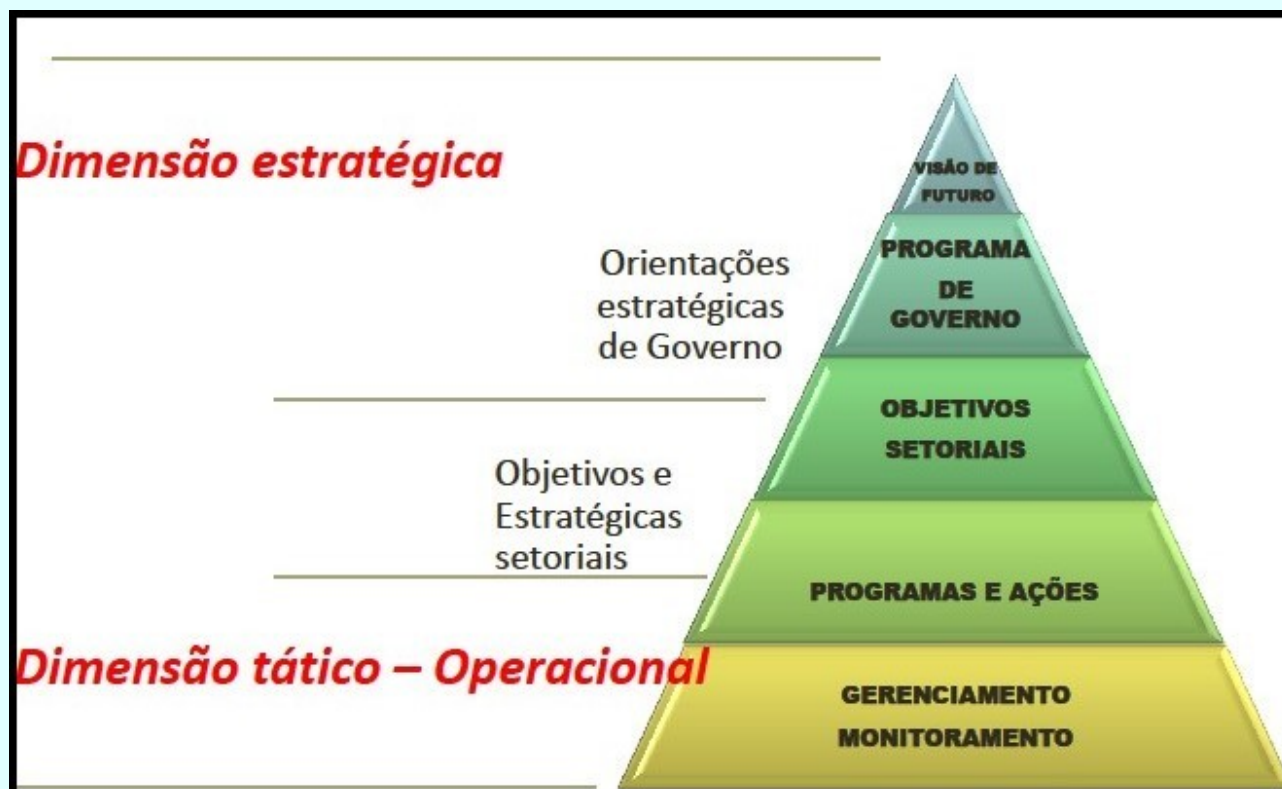 Dimensão estratégica
VISÃO DE
FUTURO
Orientações
estratégicas
de Governo
PROGRAMA
DE
GOVERNO
OBJETIVOS
SETORIAIS
Objetivos e
Estratégicas
setoriais
PROGRAMAS E AÇÕES
Dimensão tático – Operacional
GERENCIAMENTO
MONITORAMENTO